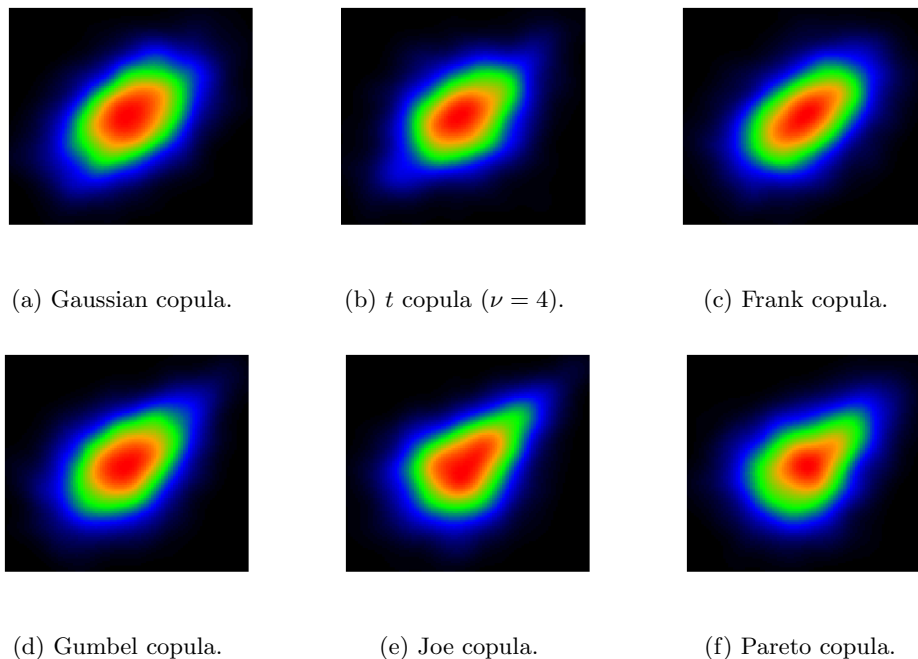 (a) Gaussian copula.
(b) t copula (ν = 4).
(c) Frank copula.
(d) Gumbel copula.
(e) Joe copula.
(f) Pareto copula.